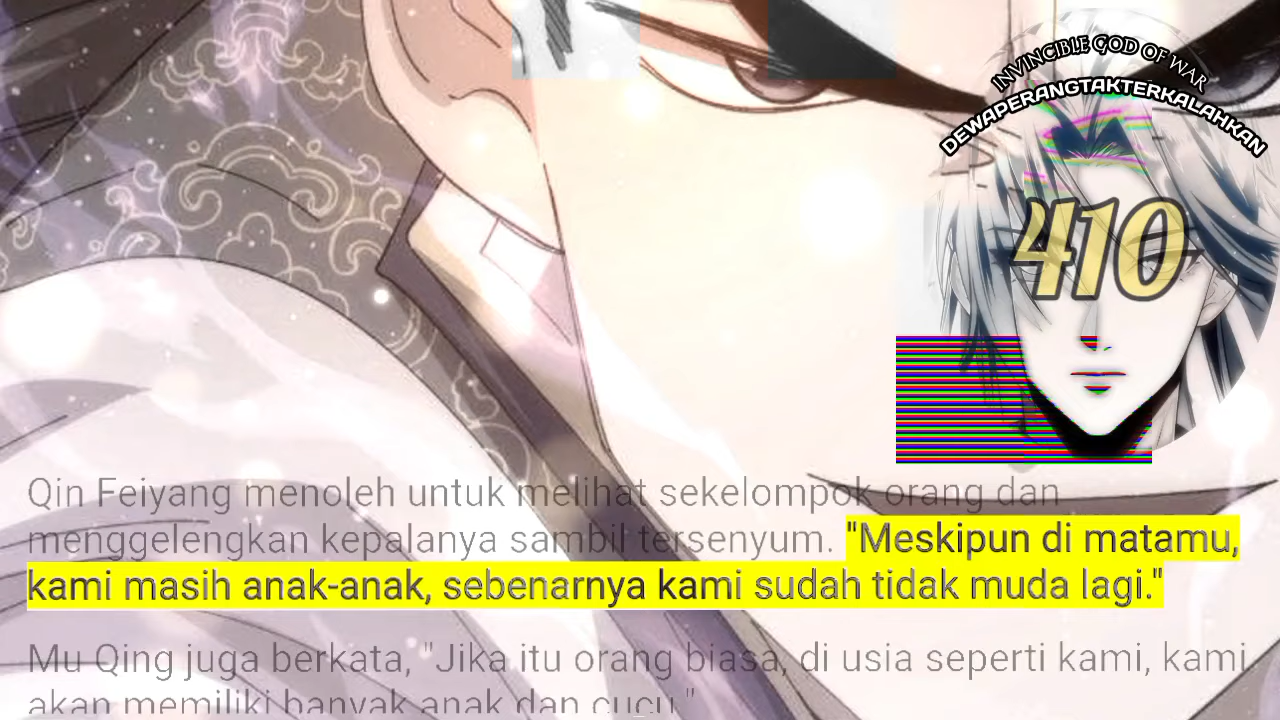 INVINCIBLE GOD OF WAR
DEWAPERANGTAKTERKALAHKAN
410
Qin Feiyang menoleh untuk melihat sekelompok orang dan
menggelengkan kepalanya sambil tersenyum. "Meskipun di matamu,
kami masih anak-anak, sebenarnya kami sudah tidak muda lagi."
Mu Qing juga berkata, "Jika itu orang biasa, di usia seperti kami, kami
akan memiliki banyak anak dan cucu."